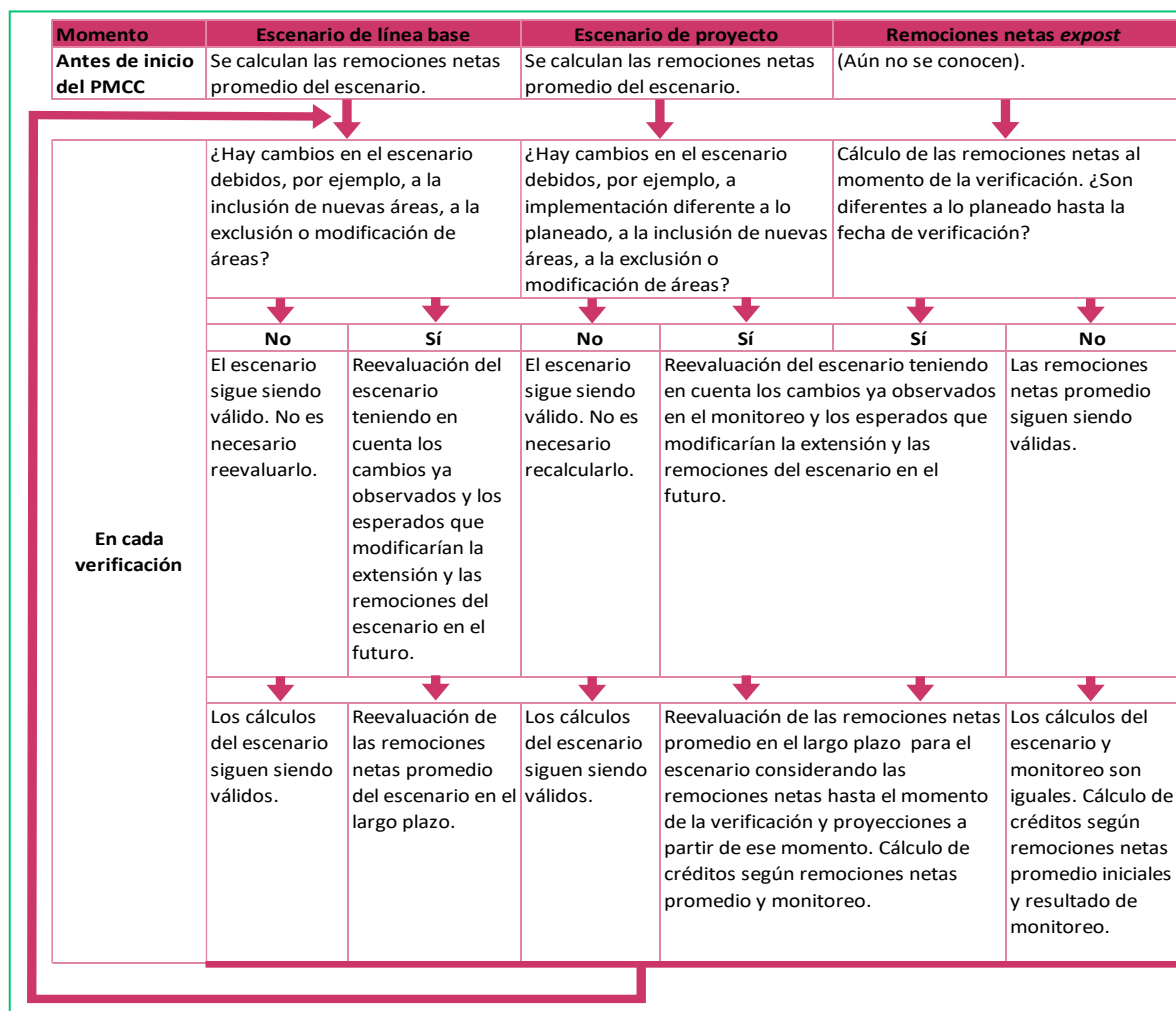 Momento
Escenario de línea base
Escenario de proyecto
Remociones netas expost
Antes de inicio
del PMCC
Se calculan las remociones netas
promedio del escenario.
Se calculan las remociones netas
promedio del escenario.
(Aún no se conocen).
En cada
verificación
¿Hay cambios en el escenario
debidos, por ejemplo, a la
inclusión de nuevas áreas, a la
exclusión o modificación de
áreas?
¿Hay cambios en el escenario
debidos, por ejemplo, a
implementación diferente a lo
planeado, a la inclusión de nuevas
áreas, a la exclusión o
modificación de áreas?
Cálculo de las remociones netas al
momento de la verificación. ¿Son
diferentes a lo planeado hasta la
fecha de verificación?
No
Sí
No
Sí
Sí
No
El escenario
sigue siendo
válido. No es
necesario
reevaluarlo.
Reevaluación del
escenario
teniendo en
cuenta los
cambios ya
observados y los
esperados que
modificarían la
extensión y las
remociones del
escenario en el
futuro.
El escenario
sigue siendo
válido. No es
necesario
recalcularlo.
Reevaluación del escenario teniendo
en cuenta los cambios ya observados
en el monitoreo y los esperados que
modificarían la extensión y las
remociones del escenario en el
futuro.
Las remociones
netas promedio
siguen siendo
válidas.
Los cálculos
del escenario
siguen siendo
válidos.
Reevaluación de
las remociones
netas promedio
del escenario en el
largo plazo.
Los cálculos
del escenario
siguen siendo
válidos.
Reevaluación de las remociones netas
promedio en el largo plazo para el
escenario considerando las
remociones netas hasta el momento
de la verificación y proyecciones a
partir de ese momento. Cálculo de
créditos según remociones netas
promedio y monitoreo.
Los cálculos del
escenario y
monitoreo son
iguales. Cálculo de
créditos según
remociones netas
promedio iniciales
y resultado de
monitoreo.